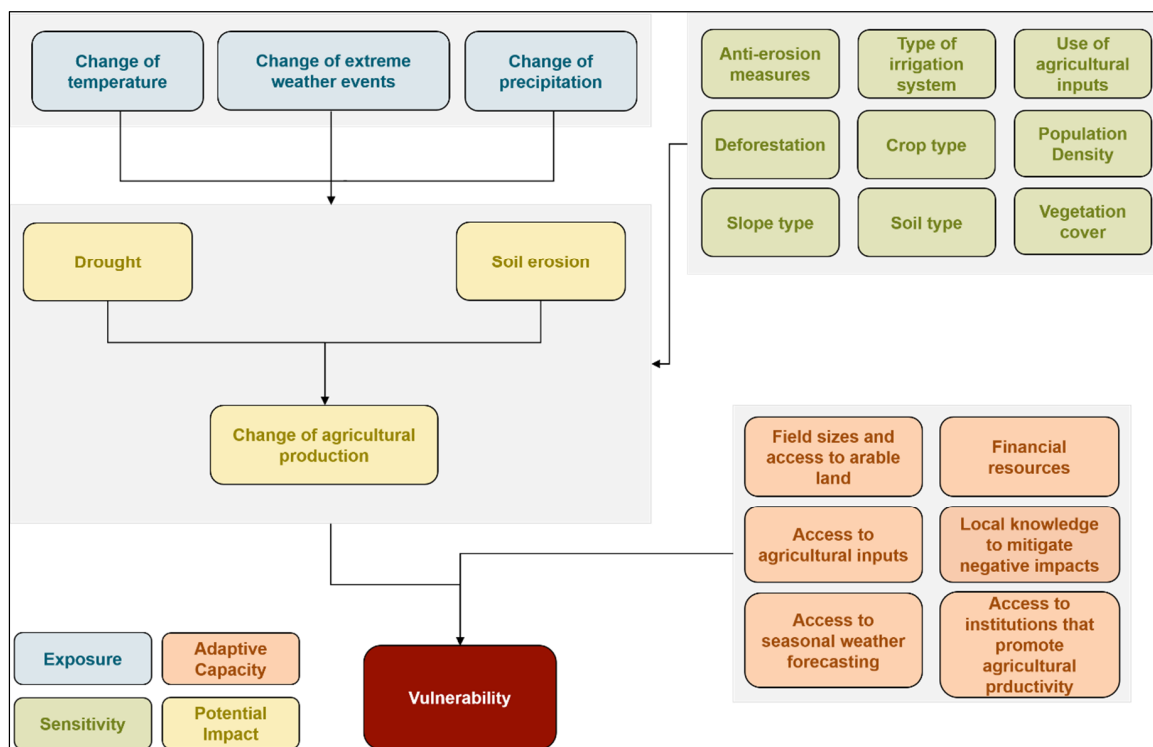 Change of
temperature
Change of extreme
weather events
Change of
precipitation
Anti-erosion
measures
Type of
irrigation
system
Use of
agricultural
inputs
Deforestation
Crop type
Population
Density
Slope type
Soil type
Vegetation
cover
Drought
Soil erosion
Change of agricultural
production
Field sizes and
access to arable
land
Financial
resources
Access to
agricultural inputs
Local knowledge
to mitigate
negative impacts
Access to
seasonal weather
forecasting
Access to
institutions that
promote
agricultural
prductivity
Vulnerability
Exposure
Adaptive
Capacity
Sensitivity
Potential
Impact